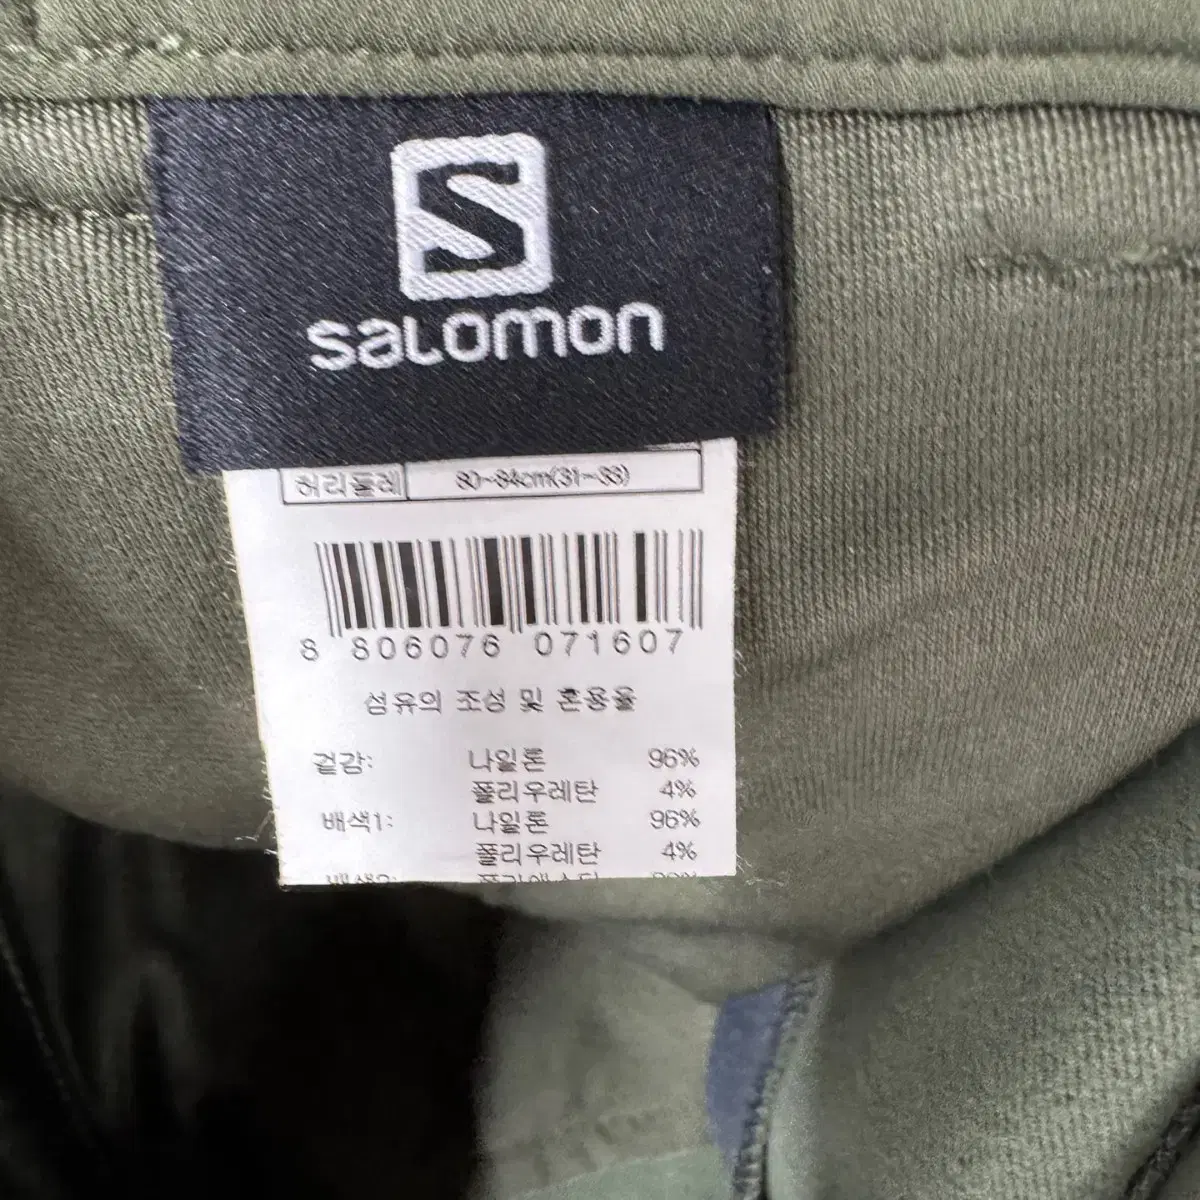 S
salomon
허리둘레 80~84cm(31~33)
8 806076 071607
섬유의 조성 및 혼용율
겉감: 나일론 96%
폴리우레탄 4%
배색1: 나일론 96%
폴리우레탄 4%